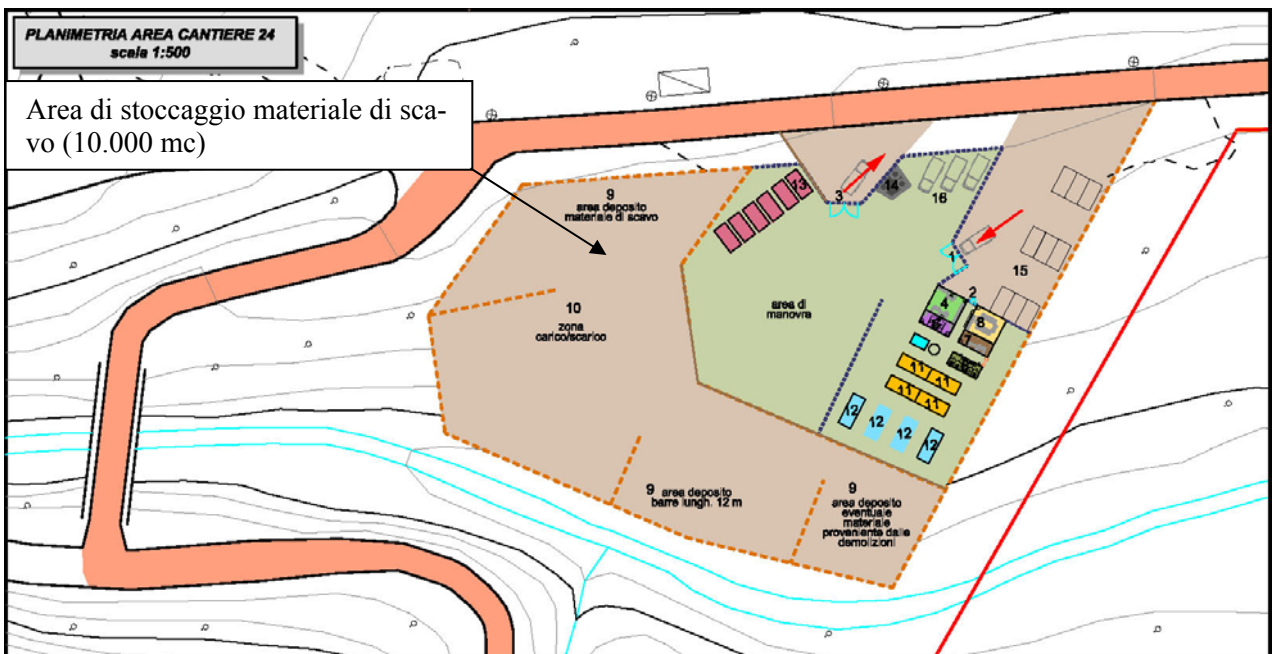 PLANIMETRIA AREA CANTIERE 24
scala 1:500
Area di stoccaggio materiale di sca-
vo (10.000 mc)
9
area deposito
materiale di scavo
10
zona
carico/scarico
13
3
14
16
1
15
2
4
8
7
area di
manovra
11
11
11
11
12
12
12
12
9 area deposito
barre lungh. 12 m
9
area deposito
eventuale
materiale
proveniente dalle
demolizioni